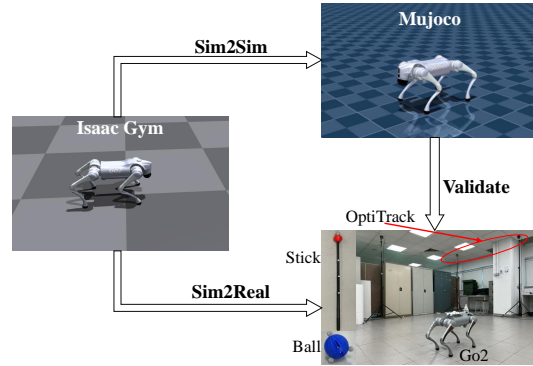 Mujoco
Sim2Sim
Isaac Gym
Validate
OptiTrack
Stick
Sim2Real
Ball
Go2